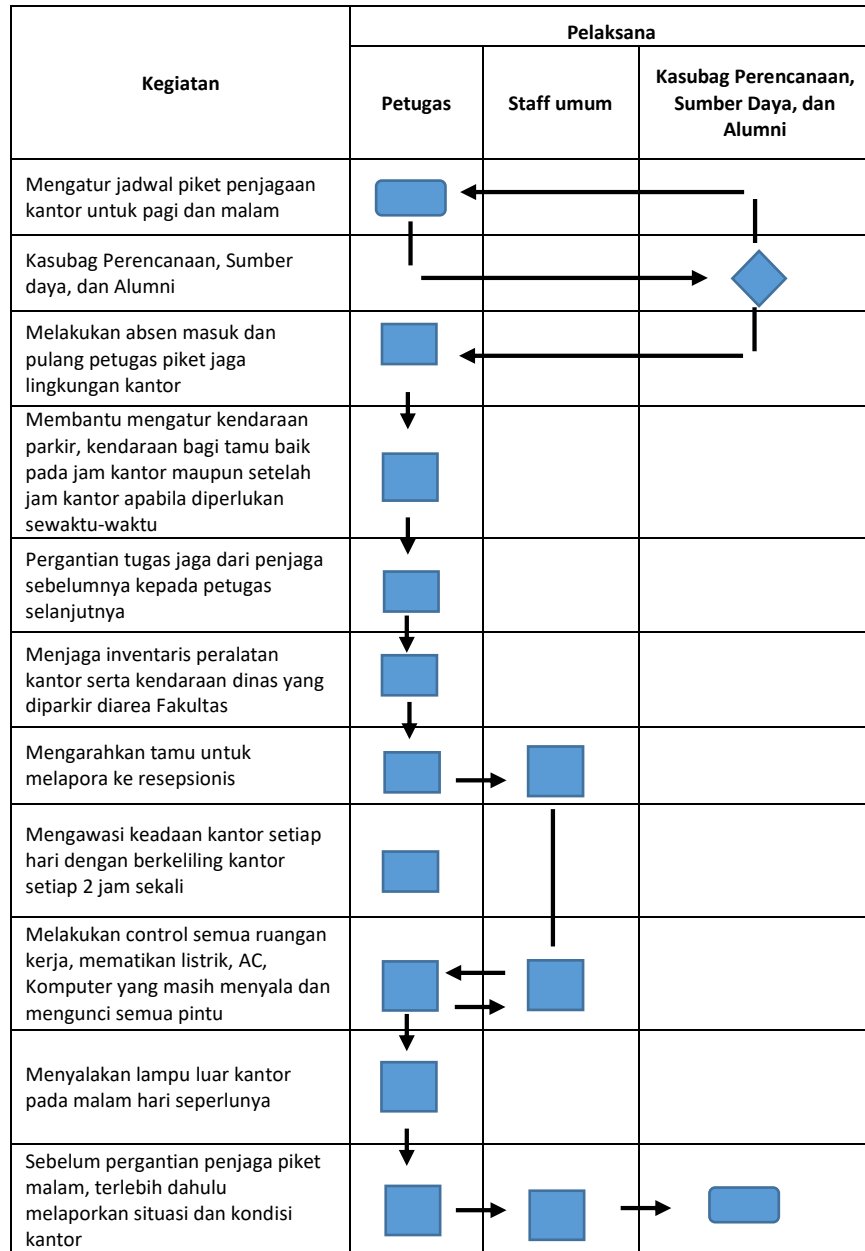 Kegiatan
Pelaksana
Petugas
Staff umum
Kasubag Perencanaan,
Sumber Daya, dan
Alumni
Mengatur jadwal piket penjagaan
kantor untuk pagi dan malam
Kasubag Perencanaan, Sumber
daya, dan Alumni
Melakukan absen masuk dan
pulang petugas piket jaga
lingkungan kantor
Membantu mengatur kendaraan
parkir, kendaraan bagi tamu baik
pada jam kantor maupun setelah
jam kantor apabila diperlukan
sewaktu-waktu
Pergantian tugas jaga dari penjaga
sebelumnya kepada petugas
selanjutnya
Menjaga inventaris peralatan
kantor serta kendaraan dinas yang
diparkir diarea Fakultas
Mengarahkan tamu untuk
melapora ke resepsionis
Mengawasi keadaan kantor setiap
hari dengan berkeliling kantor
setiap 2 jam sekali
Melakukan control semua ruangan
kerja, mematikan listrik, AC,
Komputer yang masih menyala dan
mengunci semua pintu
Menyalakan lampu luar kantor
pada malam hari seperlunya
Sebelum pergantian penjaga piket
malam, terlebih dahulu
melaporkan situasi dan kondisi
kantor